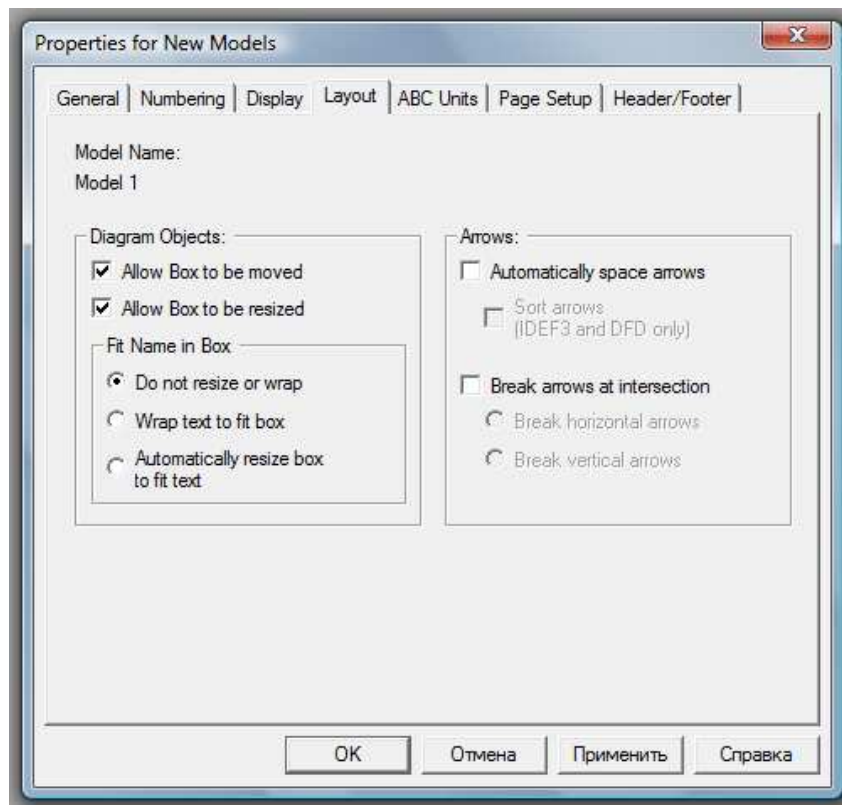 Properties for New Models
General Numbering Display Layout ABC Units Page Setup Header/Footer
Model Name:
Model 1
Diagram Objects:
Allow Box to be moved
Allow Box to be resized
Fit Name in Box
Do not resize or wrap
Wrap text to fit box
Automatically resize box
to fit text
Arrows:
Automatically space arrows
Sort arrows
(IDEF3 and DFD only)
Break arrows at intersection
Break horizontal arrows
Break vertical arrows
OK Отмена Применить Справка